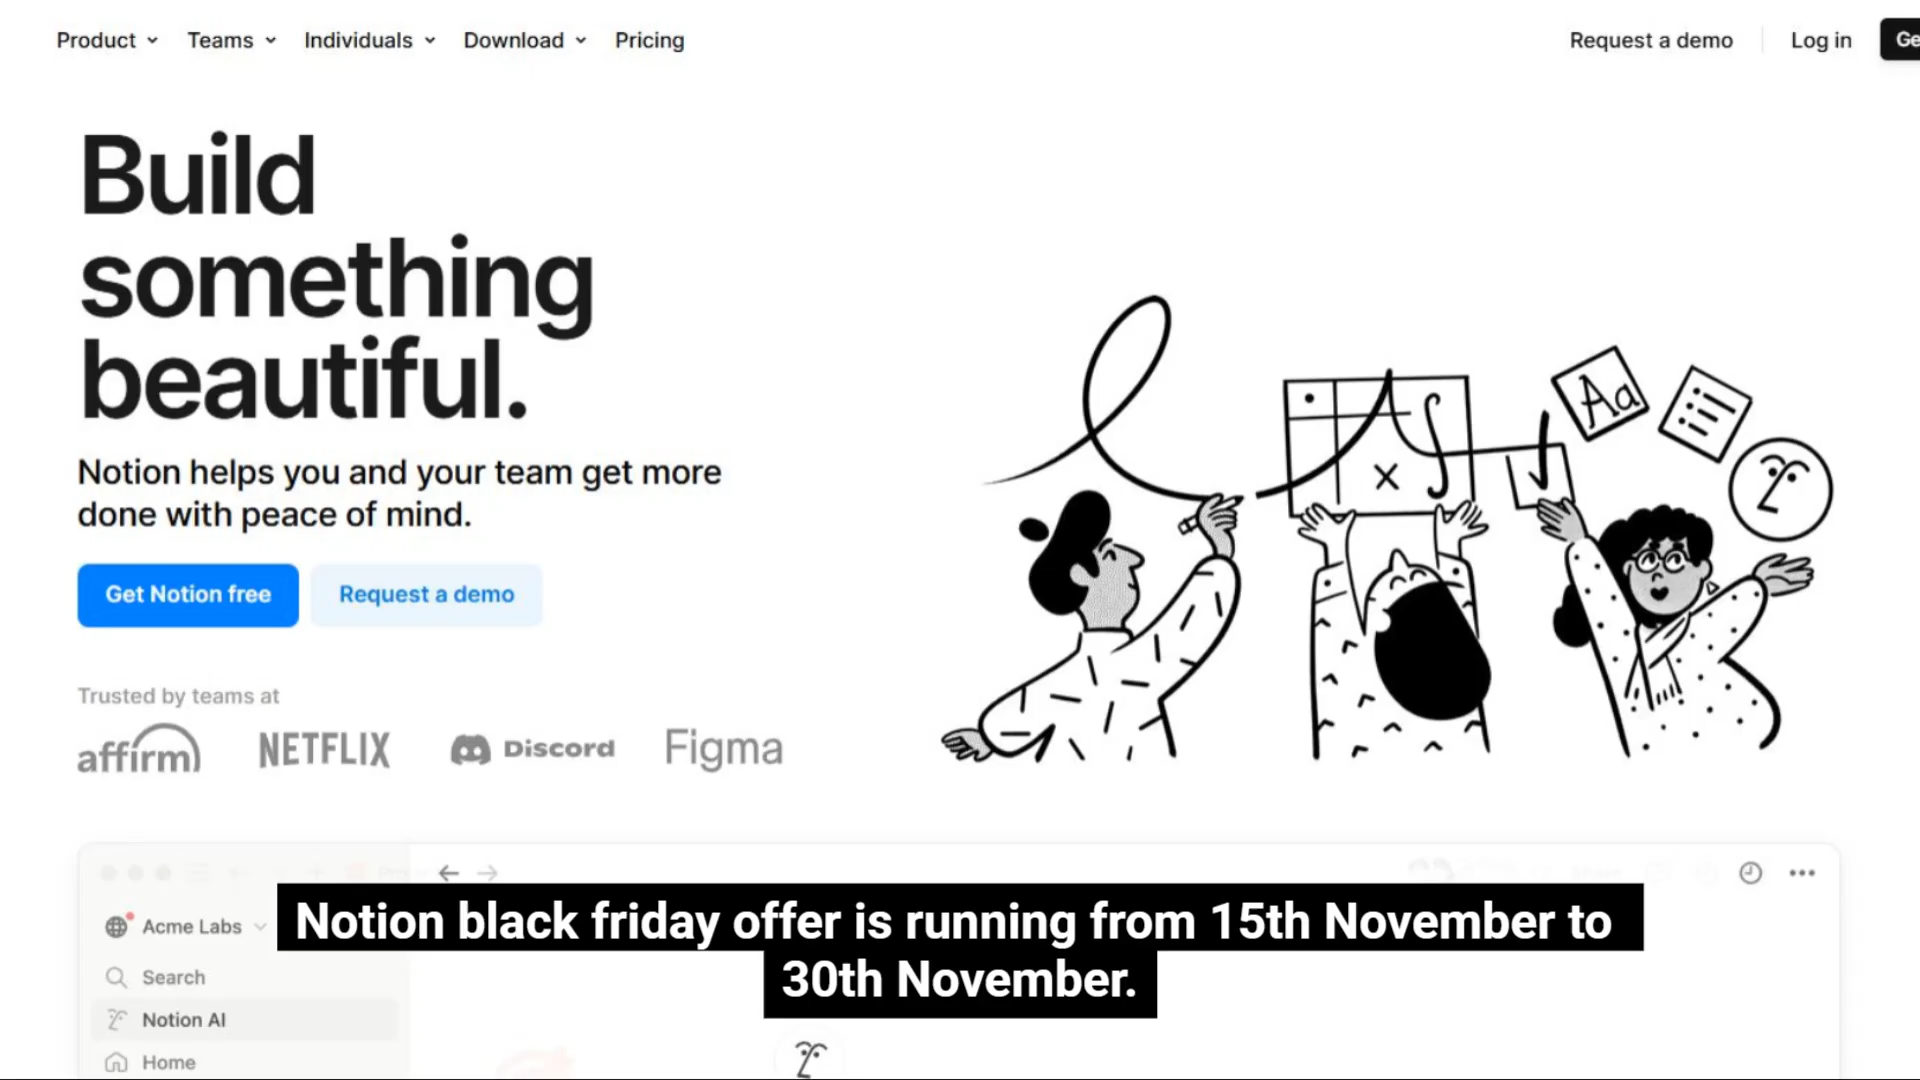 Product Teams Individuals Download Pricing Request a demo Log in Ge
Build
something
beautiful.
Notion helps you and your team get more
done with peace of mind.
Get Notion free Request a demo
Trusted by teams at
affirm NETFLIX Discord Figma
Aa
Acme Labs
Notion black friday offer is running from 15th November to
30th November.
Search
Notion AI
Home